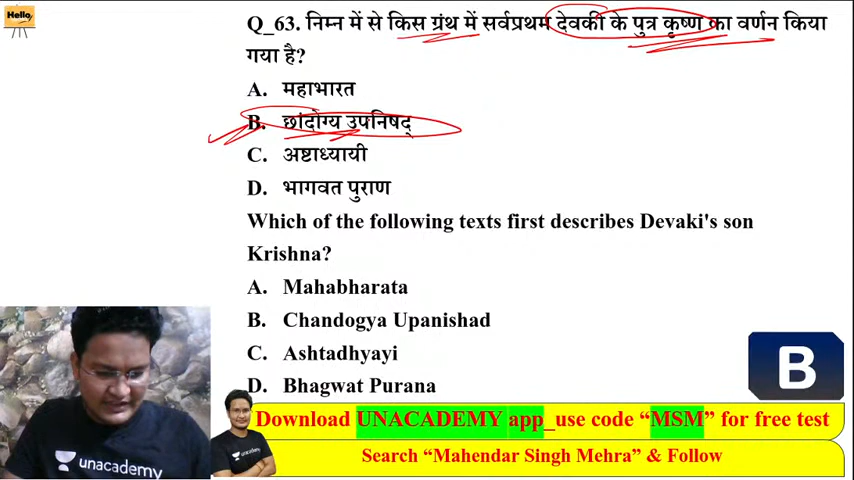 Hello
Q_63. निम्न में से किस ग्रंथ में सर्वप्रथम देवकी के पुत्र कृष्ण का वर्णन किया
गया है?
A. महाभारत
B. छांदोग्य उपनिषद्
C. अष्टाध्यायी
D. भागवत पुराण
Which of the following texts first describes Devaki's son
Krishna?
A. Mahabharata
B. Chandogya Upanishad
C. Ashtadhyayi
D. Bhagwat Purana
B
unacademy
Download UNACADEMY app_use code “MSM” for free test
Search “Mahendar Singh Mehra” & Follow
unacademy